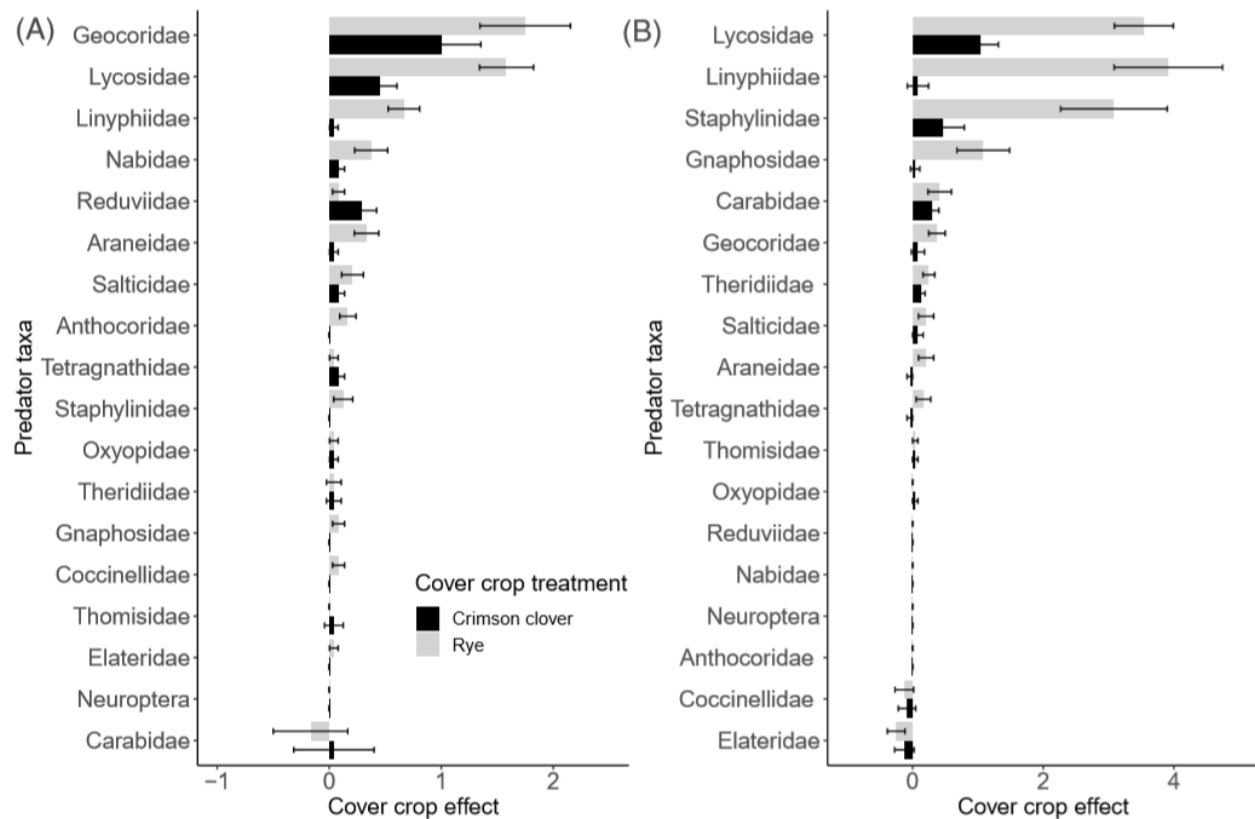 (A)
Predator taxa
Geocoridae
Lycosidae
Linyphiidae
Nabidae
Reduviidae
Araneidae
Salticidae
Anthocoridae
Tetragnathidae
Staphylinidae
Oxyopidae
Theridiidae
Gnaphosidae
Coccinellidae
Thomisidae
Elateridae
Neuroptera
Carabidae
−1 0 1 2
Cover crop effect
Cover crop treatment
Crimson clover
Rye
(B)
Predator taxa
Lycosidae
Linyphiidae
Staphylinidae
Gnaphosidae
Carabidae
Geocoridae
Theridiidae
Salticidae
Araneidae
Tetragnathidae
Thomisidae
Oxyopidae
Reduviidae
Nabidae
Neuroptera
Anthocoridae
Coccinellidae
Elateridae
0 2 4
Cover crop effect